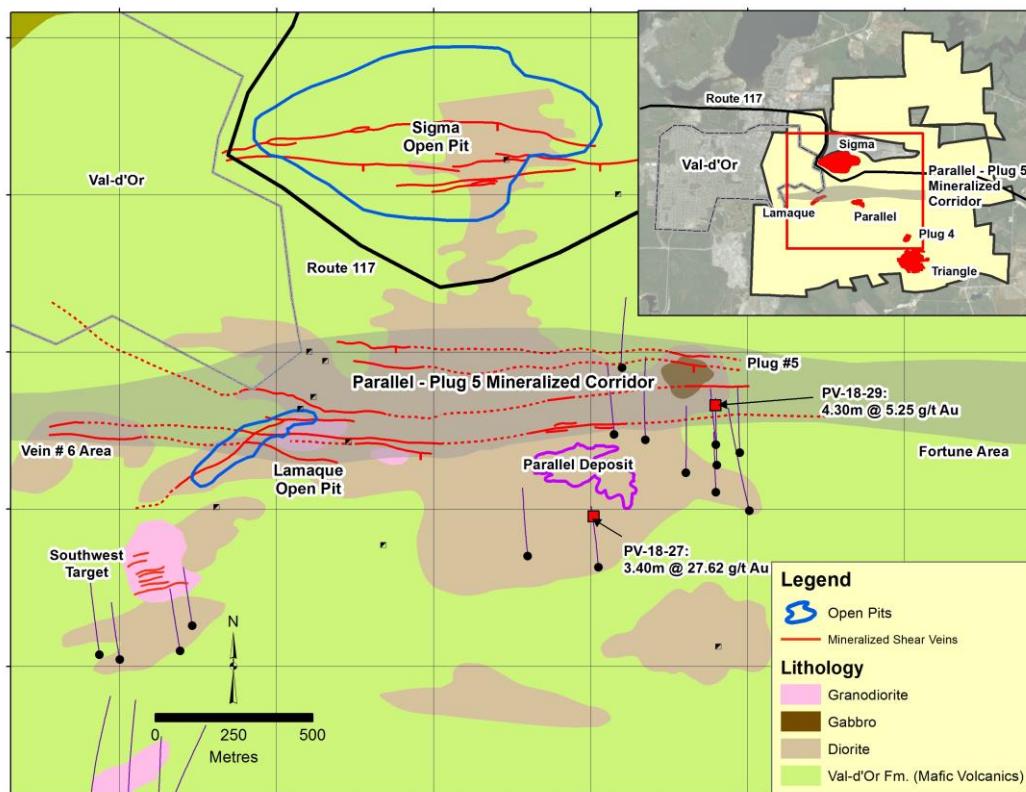 Sigma
Open Pit
Val-d'Or
Route 117
Parallel - Plug 5 Mineralized Corridor
Plug #5
PV-18-29:
4.30m @ 5.25 g/t Au
Vein # 6 Area
Lamaque
Open Pit
Parallel Deposit
Fortune Area
Southwest
Target
PV-18-27:
3.40m @ 27.62 g/t Au
N
0 250 500
Metres
Route 117
Sigma
Val-d'Or
Parallel - Plug 5
Mineralized
Corridor
Lamaque
Parallel
Plug 4
Triangle
Legend
Open Pits
Mineralized Shear Veins
Lithology
Granodiorite
Gabbro
Diorite
Val-d'Or Fm. (Mafic Volcanics)